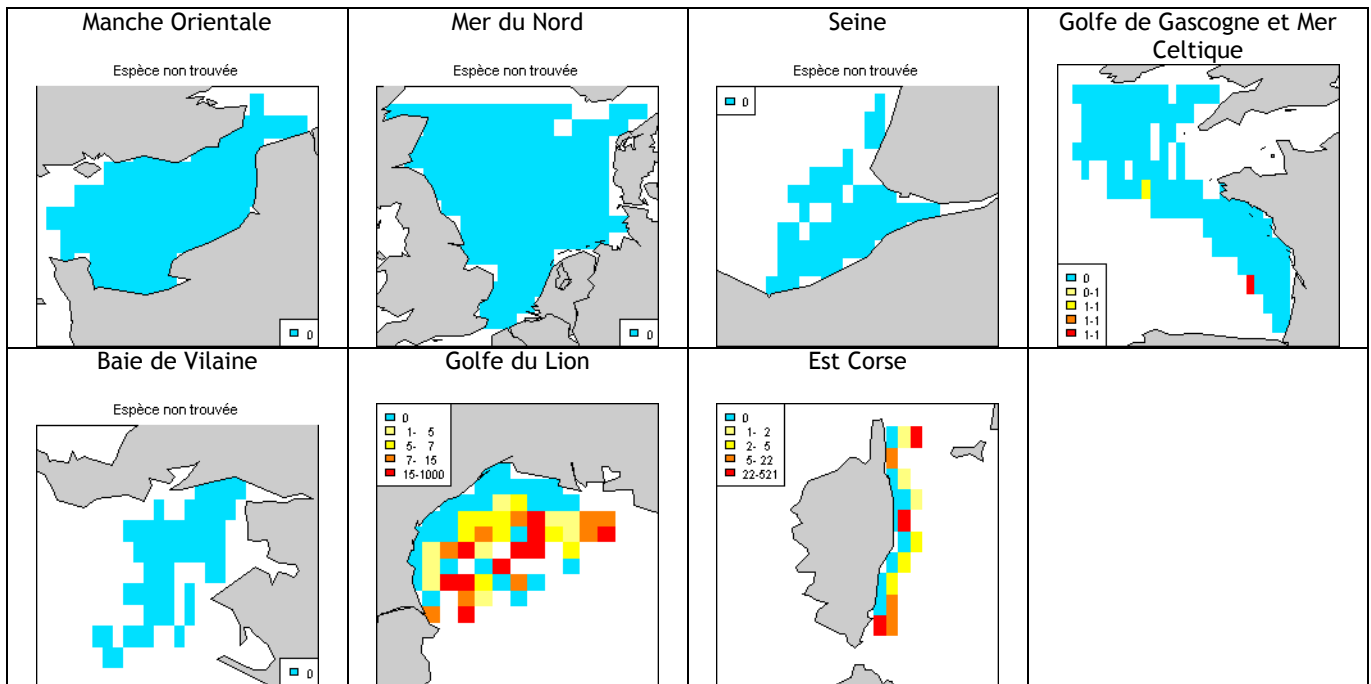 Manche Orientale
Espèce non trouvée
0
Mer du Nord
Espèce non trouvée
0
Seine
Espèce non trouvée
0
Golfe de Gascogne et Mer
Celtique
0
0-1
1-1
1-1
1-1
Baie de Vilaine
Espèce non trouvée
0
Golfe du Lion
0
1- 5
5- 7
7- 15
15-1000
Est Corse
0
1- 2
2- 5
5- 22
22-521